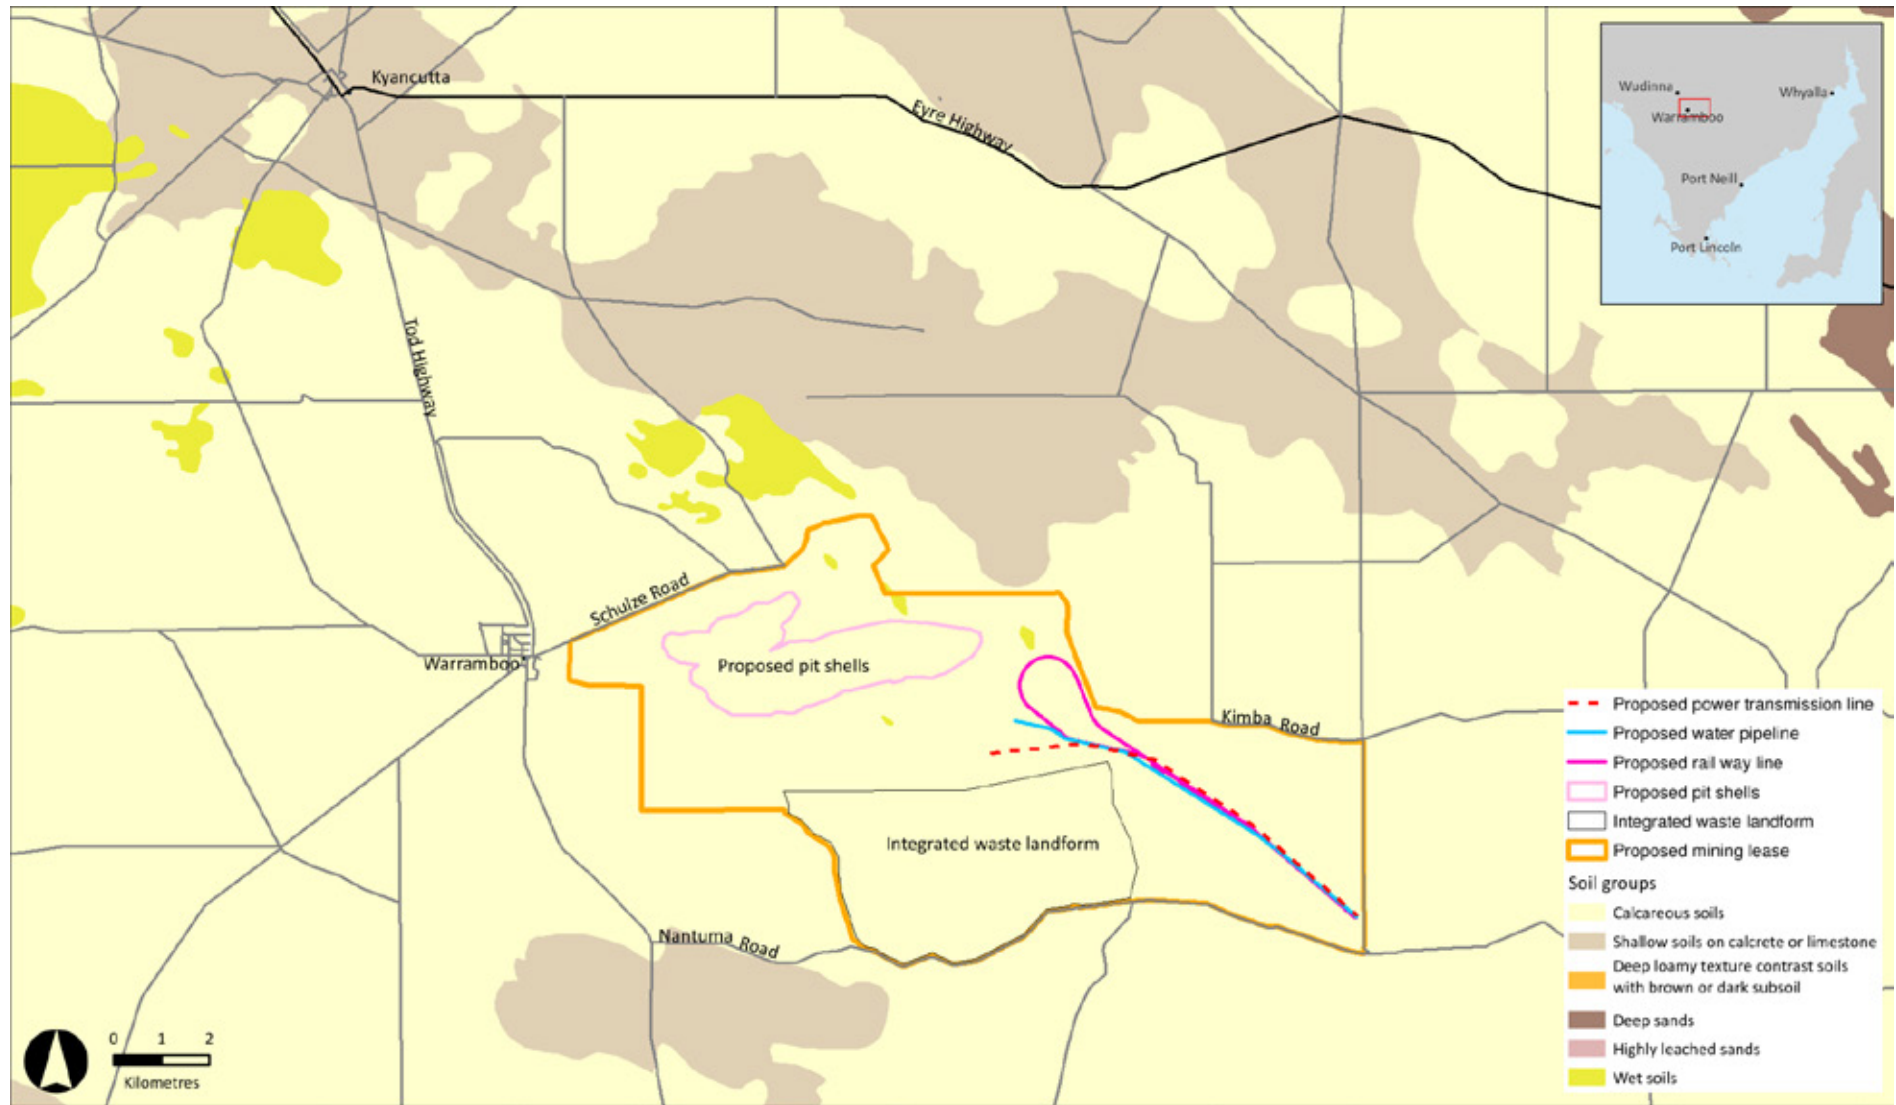 Kyancutta
Eyre Highway
Tod Highway
Wudinna
Whyalla
Warramboo
Port Neill
Port Lincoln
Schulze Road
Warramboo
Proposed pit shells
Kimba Road
Integrated waste landform
Nantuma Road
Proposed power transmission line
Proposed water pipeline
Proposed rail way line
Proposed pit shells
Integrated waste landform
Proposed mining lease
Soil groups
Calcareous soils
Shallow soils on calcrete or limestone
Deep loamy texture contrast soils
with brown or dark subsoil
Deep sands
Highly leached sands
Wet soils
0 1 2
Kilometres